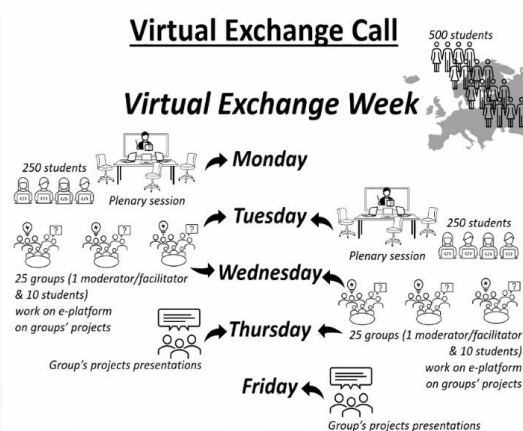 Virtual Exchange Call
500 students
Virtual Exchange Week
Monday
250 students
Plenary session
Tuesday
250 students
Plenary session
Wednesday
25 groups (1 moderator/facilitator
& 10 students)
work on e-platform
on groups' projects
Thursday
25 groups (1 moderator/facilitator
& 10 students)
work on e-platform
on groups' projects
Group's projects presentations
Friday
Group's projects presentations